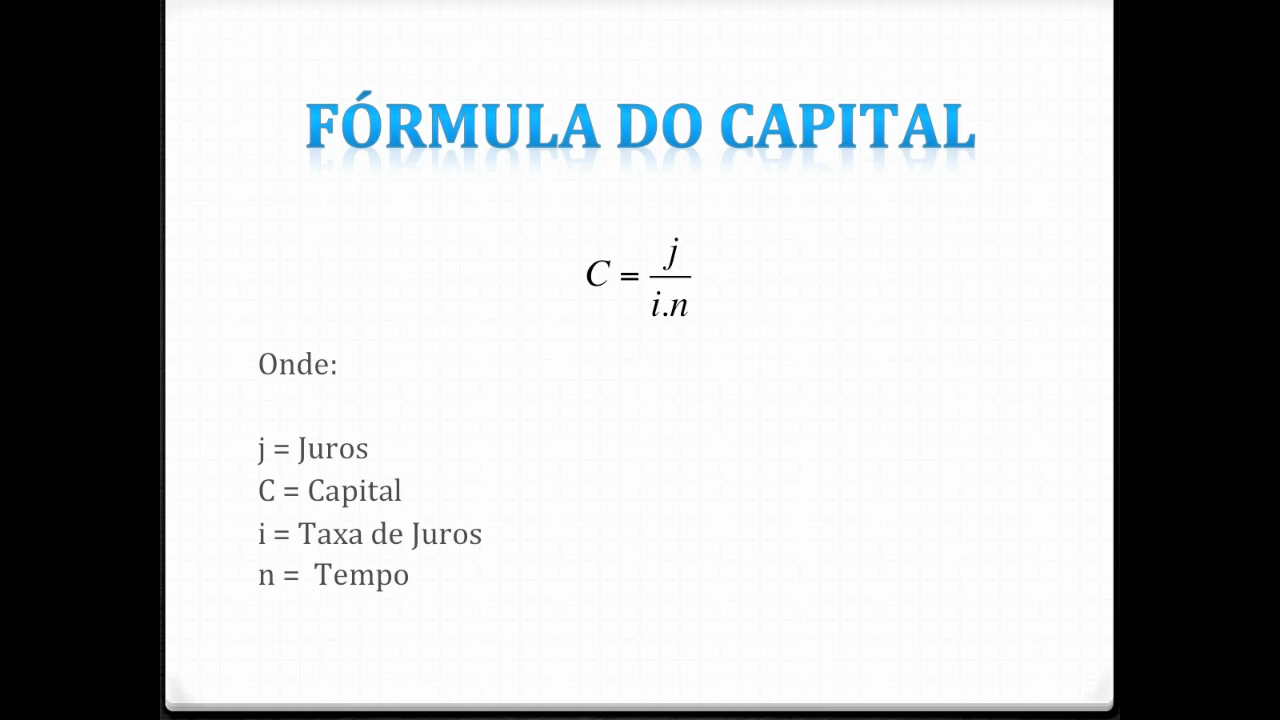 FÓRMULA DO CAPITAL
C = j / i.n
Onde:
j = Juros
C = Capital
i = Taxa de Juros
n = Tempo